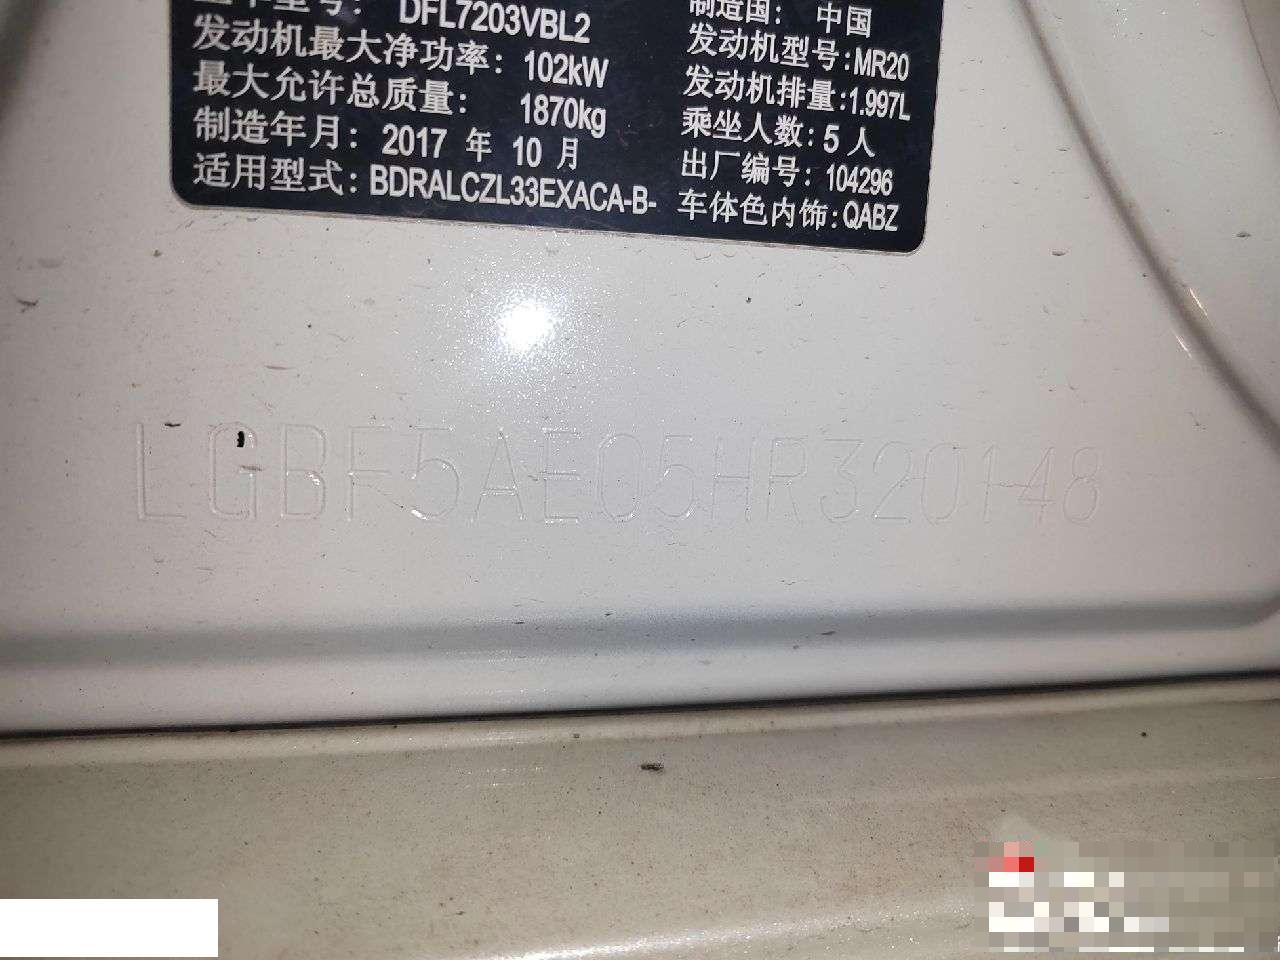 型号: DFL7203VBL2
发动机最大净功率: 102kW
最大允许总质量: 1870kg
制造年月: 2017 年 10 月
适用型式: BDRALCZL33EXACA-B-
制造国: 中国
发动机型号:MR20
发动机排量:1.997L
乘坐人数: 5 人
出厂编号: 104296
车体色内饰:QABZ
LGBF5AE05HR320148